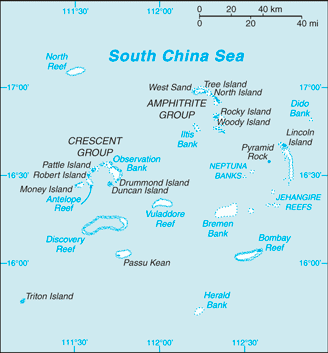 0 20 40 km
0 20 40 mi
North
Reef
South China Sea
17°00'
17°00'
West Sand
Tree Island
North Island
AMPHITRITE
GROUP
Rocky Island
Woody Island
Iltis
Bank
Dido
Bank
Lincoln
Island
CRESCENT
GROUP
Observation
Bank
Pattle Island
Robert Island
Money Island
Antelope
Reef
Drummond Island
Duncan Island
Pyramid
Rock
NEPTUNA
BANKS
16°30'
16°30'
JEHANGIRE
REEFS
Vuladdore
Reef
Bremen
Bank
Discovery
Reef
Passu Kean
Bombay
Reef
16°00'
16°00'
Triton Island
Herald
Bank
111°30'
112°00'
112°30'
111°30'
112°00'
112°30'